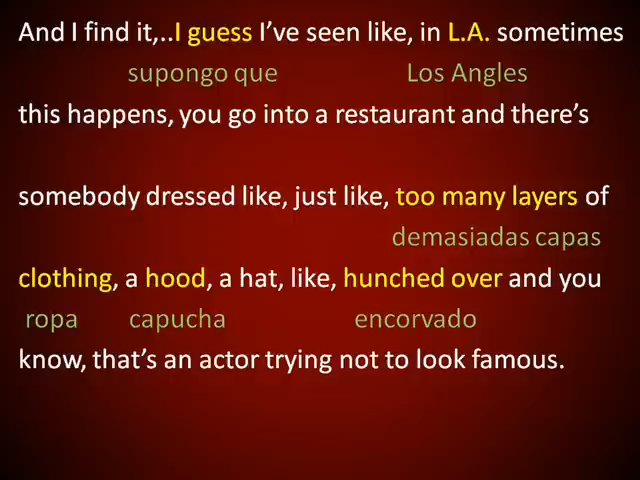 And I find it,..I guess I've seen like, in L.A. sometimes
supongo que Los Angles
this happens, you go into a restaurant and there's
somebody dressed like, just like, too many layers of
demasiadas capas
clothing, a hood, a hat, like, hunched over and you
ropa capucha encorvado
know, that's an actor trying not to look famous.